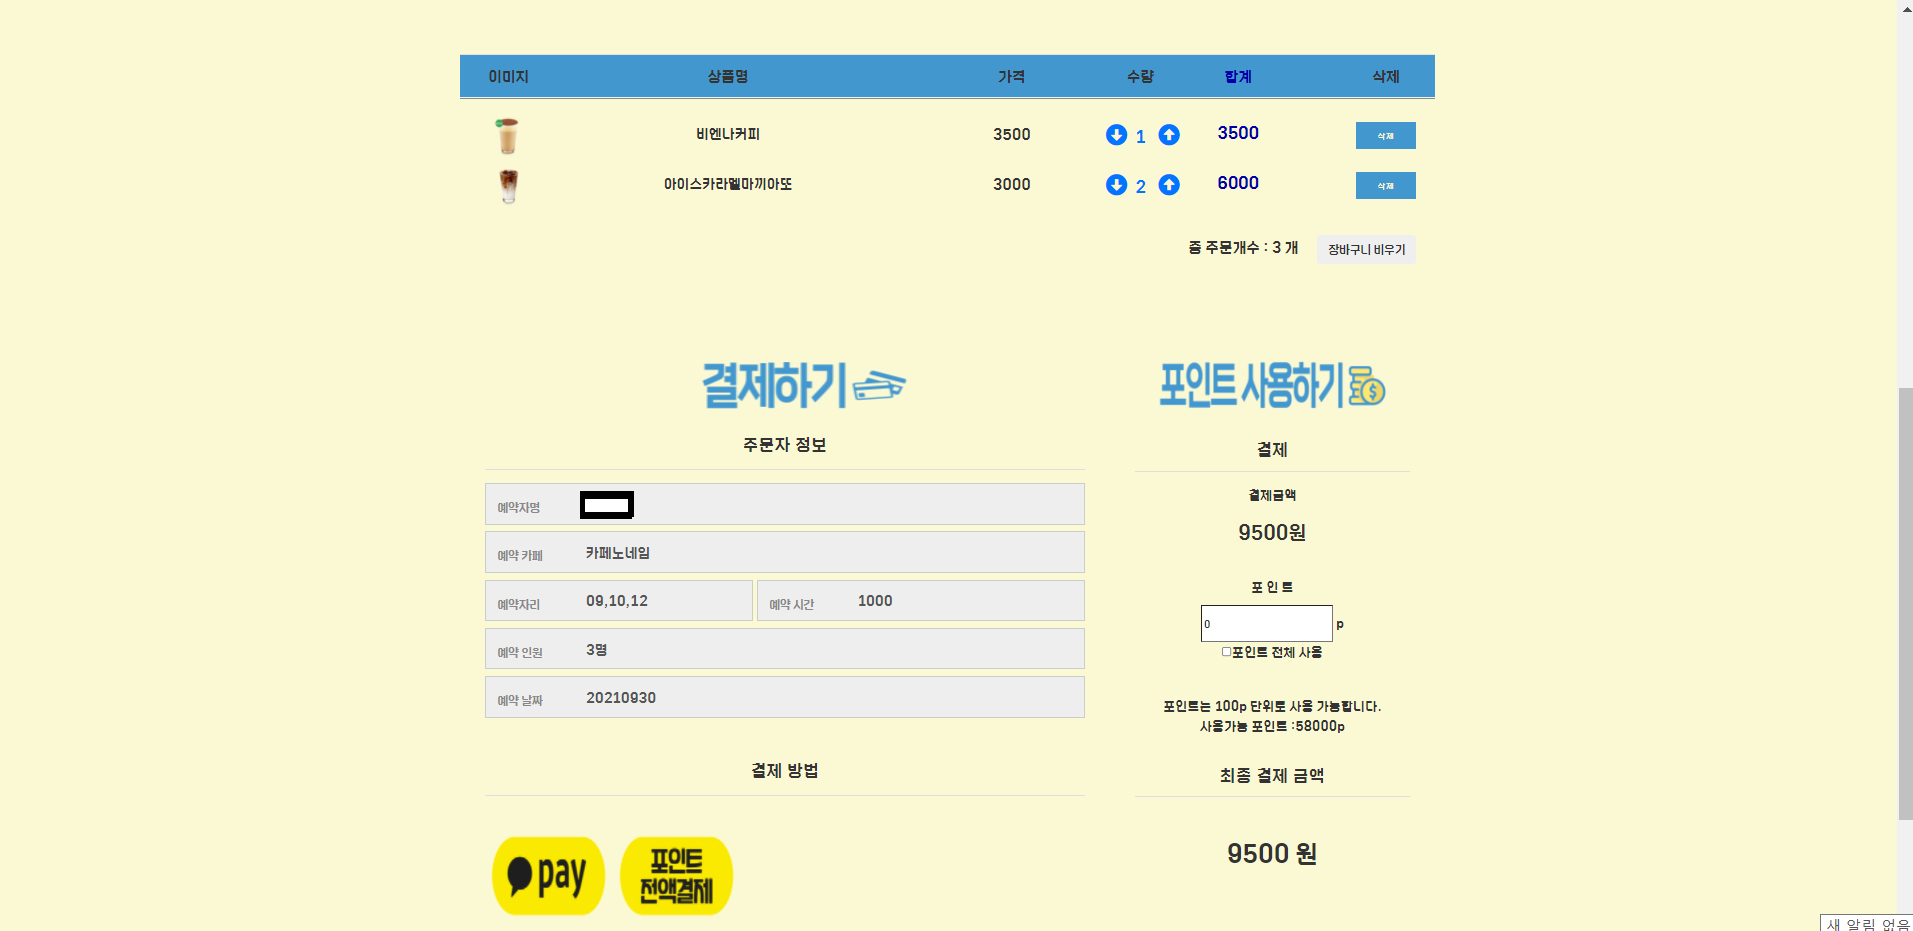 이미지 상품명 가격 수량 합계 삭제
비엔나커피 3500 1 3500 삭제
아이스카라멜마끼아또 3000 2 6000 삭제
총 주문개수 : 3 개 장바구니 비우기
결제하기 포인트 사용하기
주문자 정보
결제
예약자명
결제금액
9500원
예약 카페 카페노네임
포 인 트
예약자리 09,10,12 예약 시간 1000
0 p
포인트 전체 사용
예약 인원 3명
예약 날짜 20210930
포인트는 100p 단위로 사용 가능합니다.
사용가능 포인트 :58000p
결제 방법
최종 결제 금액
9500 원
pay
포인트
전액결제
새 알림 없음